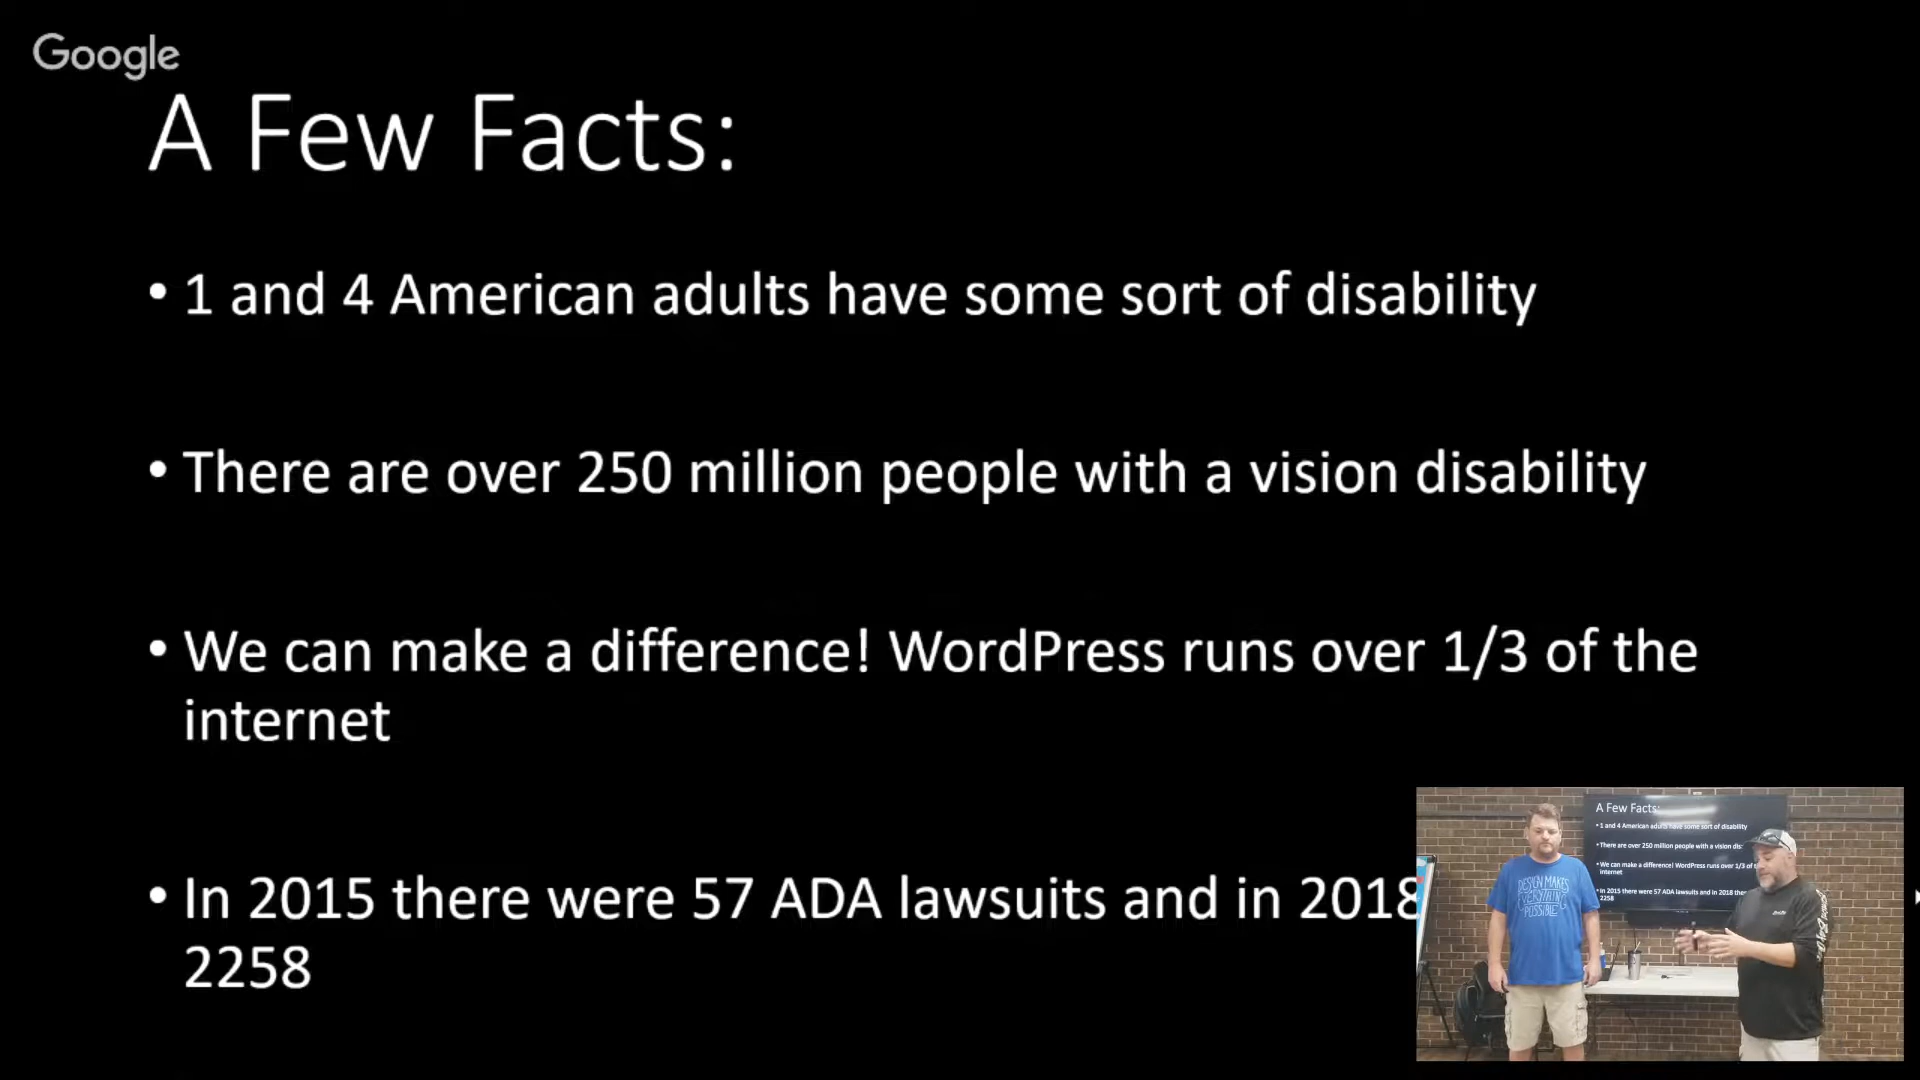 Google
A Few Facts:
• 1 and 4 American adults have some sort of disability
• There are over 250 million people with a vision disability
• We can make a difference! WordPress runs over 1/3 of the
internet
• In 2015 there were 57 ADA lawsuits and in 2018
2258
A Few Facts:
• 1 and 4 American adults have some sort of disability
• There are over 250 million people with a vision dis
• We can make a difference! WordPress runs over 1/3 of
internet
• In 2015 there were 57 ADA lawsuits and in 2018
2258
DESIGN MAKES
EVERYTHING
POSSIBLE